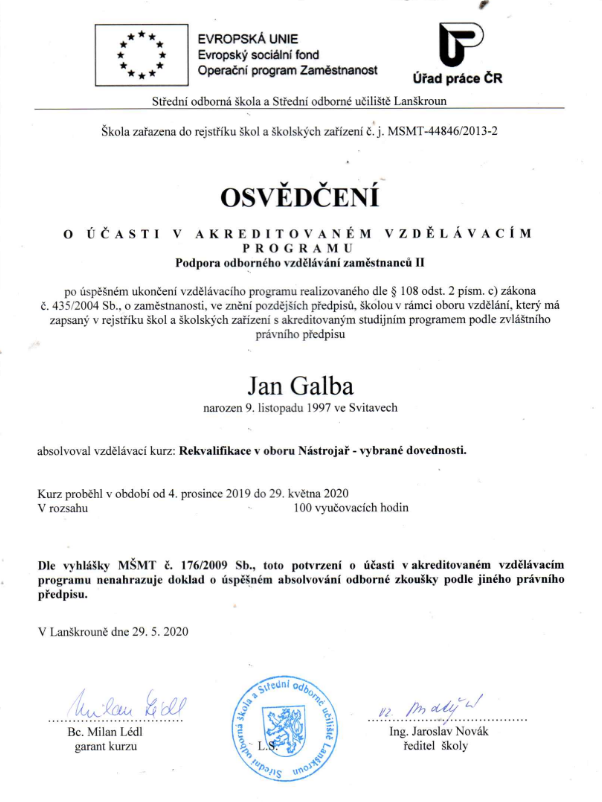 EVROPSKÁ UNIE
Evropský sociální fond
Operační program Zaměstnanost
Úřad práce ČR
Střední odborná škola a Střední odborné učiliště Lanškroun
Škola zařazena do rejstříku škol a školských zařízení č. j. MSMT-44846/2013-2
OSVĚDČENÍ
O ÚČASTI V AKREDITOVANÉM VZDĚLÁVACÍM
PROGRAMU
Podpora odborného vzdělávání zaměstnanců II
po úspěšném ukončení vzdělávacího programu realizovaného dle § 108 odst. 2 písm. c) zákona
č. 435/2004 Sb., o zaměstnanosti, ve znění pozdějších předpisů, školou v rámci oboru vzdělání, který má
zapsaný v rejstříku škol a školských zařízení s akreditovaným studijním programem podle zvláštního
právního předpisu
Jan Galba
narozen 9. listopadu 1997 ve Svitavech
absolvoval vzdělávací kurz: Rekvalifikace v oboru Nástrojař - vybrané dovednosti.
Kurz proběhl v období od 4. prosince 2019 do 29. května 2020
V rozsahu 100 vyučovacích hodin
Dle vyhlášky MŠMT č. 176/2009 Sb., toto potvrzení o účasti v akreditovaném vzdělávacím
programu nenahrazuje doklad o úspěšném absolvování odborné zkoušky podle jiného právního
předpisu.
V Lanškrouně dne 29. 5. 2020
Milan Lédl
Bc. Milan Lédl
garant kurzu
L.S.
Střední odborná škola a Střední odborné učiliště Lanškroun
Ing. Jaroslav Novák
ředitel školy